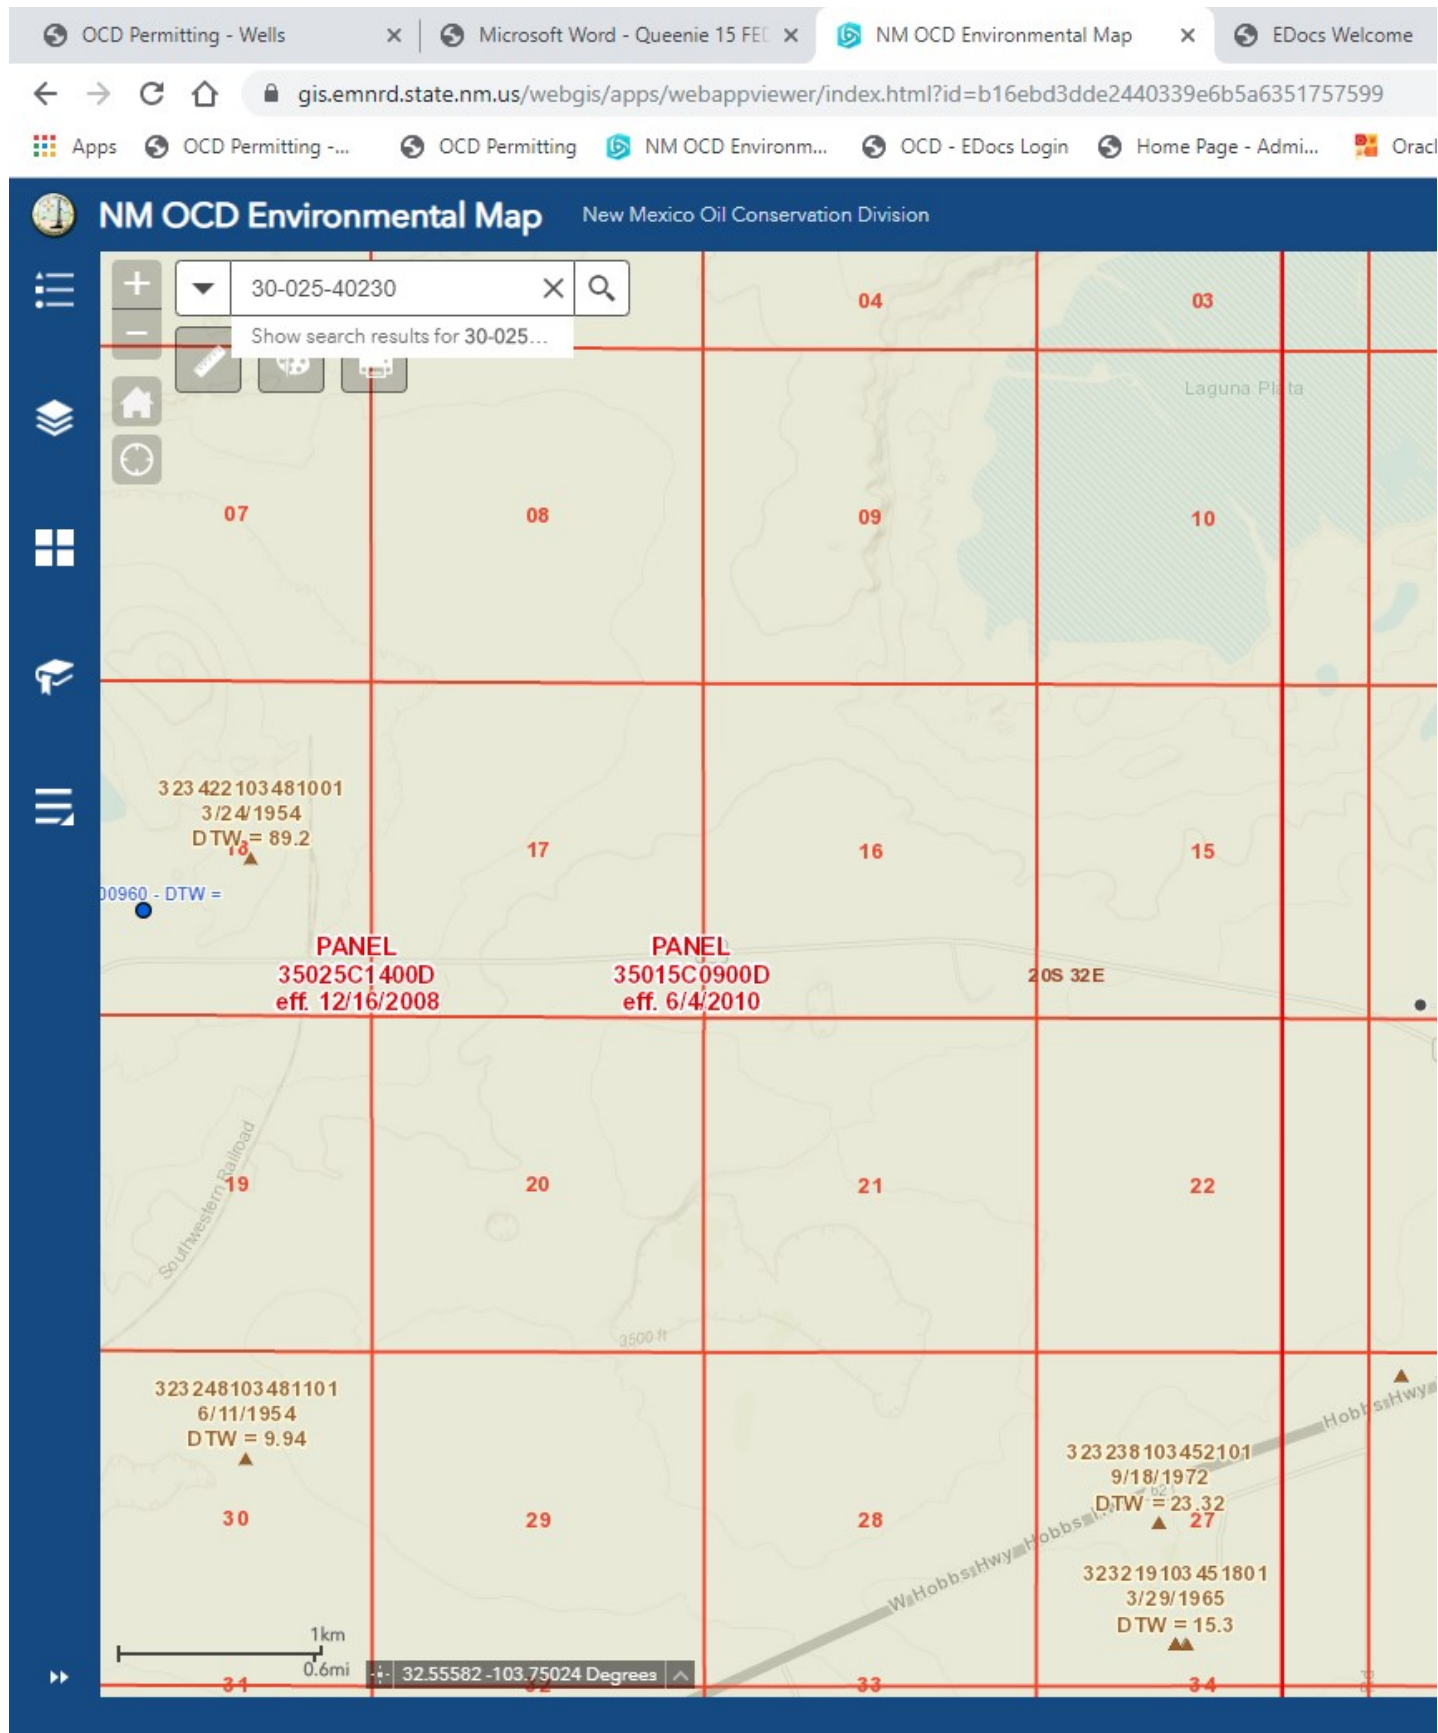 OCD Permitting - Wells
Microsoft Word - Queenie 15 FED
NM OCD Environmental Map
EDocs Welcome
gis.emnrd.state.nm.us/webgis/apps/webappviewer/index.html?id=b16ebd3dde2440339e6b5a6351757599
Apps
OCD Permitting -...
OCD Permitting
NM OCD Environm...
OCD - EDocs Login
Home Page - Admi...
Oracl
NM OCD Environmental Map
New Mexico Oil Conservation Division
30-025-40230
Show search results for 30-025...
04
03
Laguna Plata
07
08
09
10
323422103481001
3/24/1954
DTW = 89.2
18
17
16
15
00960 - DTW =
PANEL
35025C1400D
eff. 12/16/2008
PANEL
35015C0900D
eff. 6/4/2010
20S 32E
Southwestern Railroad
19
20
21
22
3500 ft
323248103481101
6/11/1954
DTW = 9.94
Hobbs Hwy
323238103452101
9/18/1972
DTW = 23.32
30
29
28
27
W Hobbs Hwy
Hobbs
323219103451801
3/29/1965
DTW = 15.3
1km
0.6mi
32.55582 -103.75024 Degrees
31
32
33
34